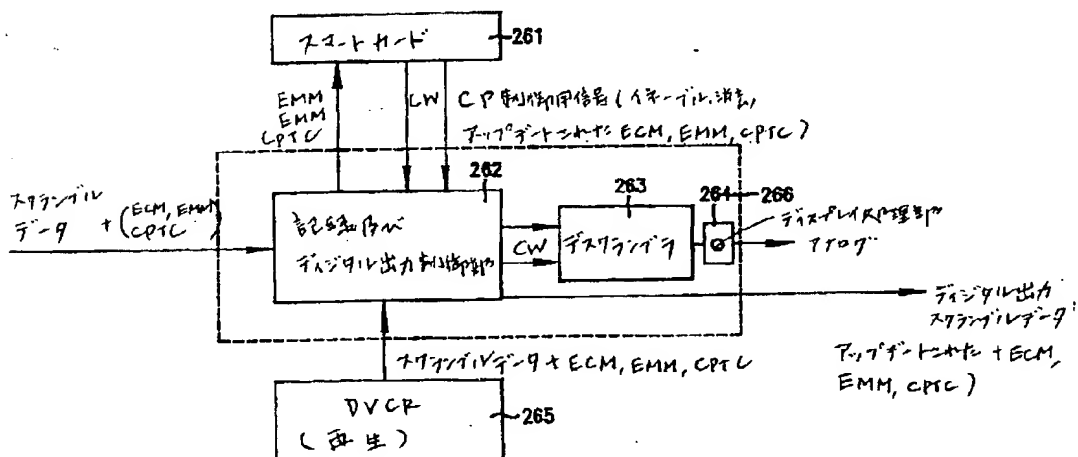 スマートカード
261
EMM
EMM
CPTC
CW
CP制御用信号(イネーブル、消去、
アップデートされた ECM, EMM, CPTC)
スクランブル
データ + (ECM, EMM
CPTC)
262
記録及び
ディジタル出力制御部
CW
263
デスクランブラ
264
266
ディスプレイ処理部
アナログ
ディジタル出力
スクランブルデータ
アップデートされた + ECM,
EMM, CPTC)
スクランブルデータ + ECM, EMM, CPTC
DVCR
(再生)
265